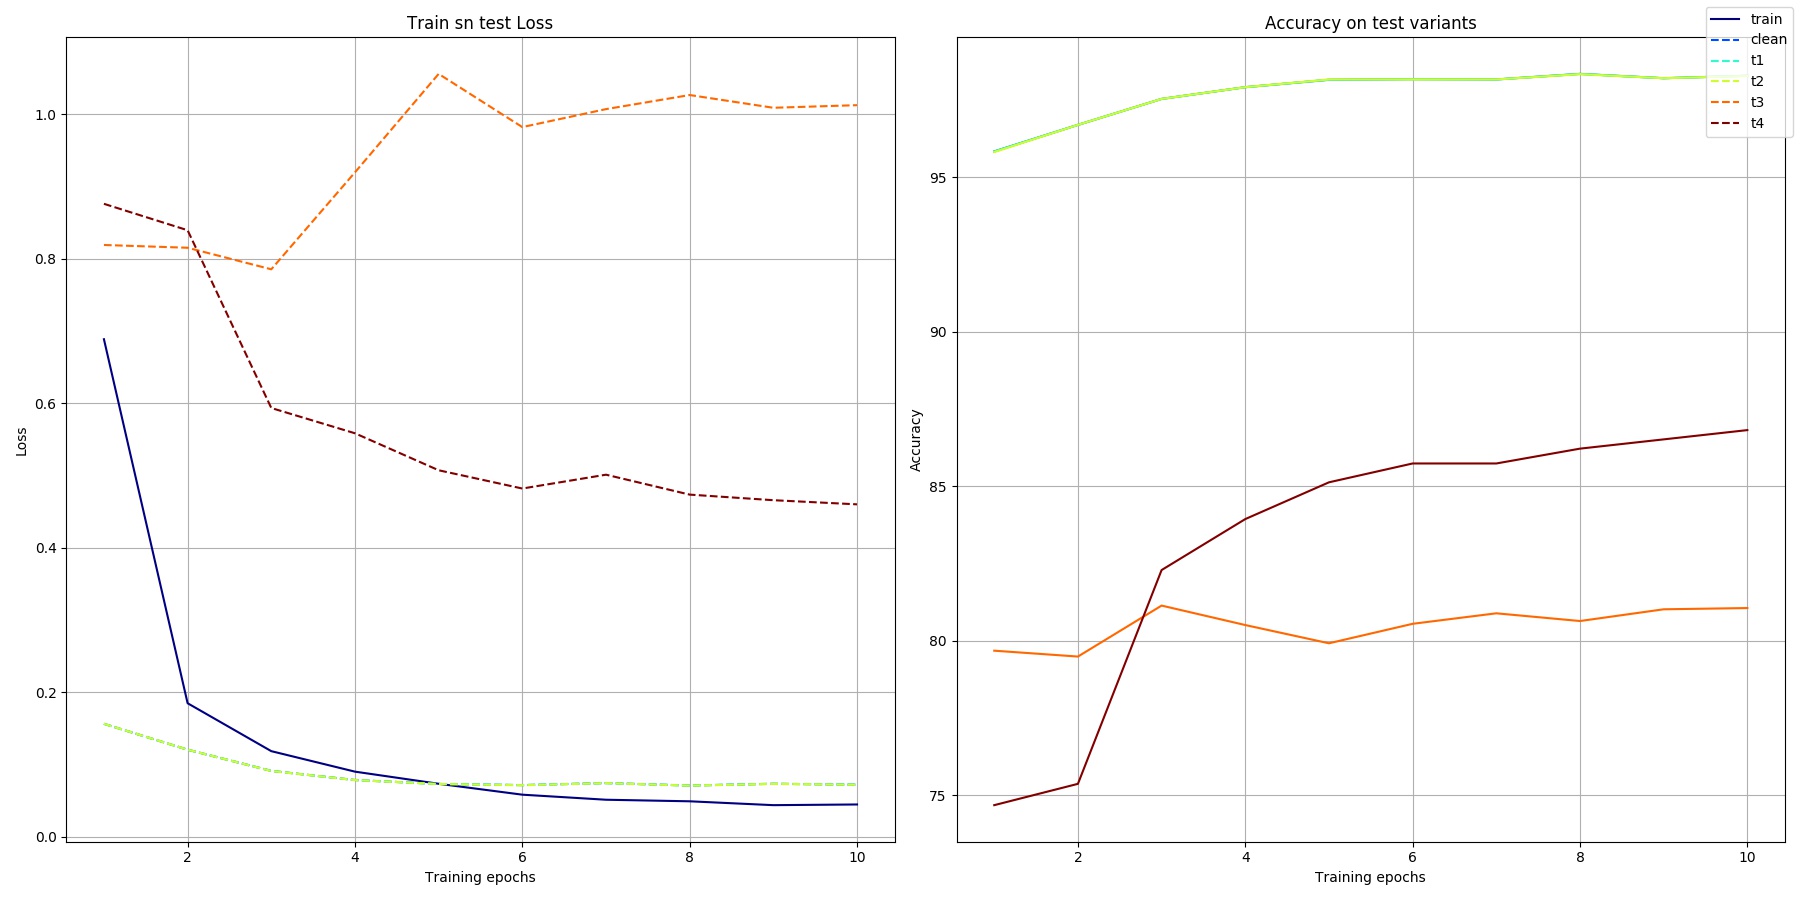 Train sn test Loss
1.0
0.8
0.6
0.4
0.2
0.0
Loss
2 4 6 8 10
Training epochs
Accuracy on test variants
95
90
85
80
75
Accuracy
2 4 6 8 10
Training epochs
train
clean
t1
t2
t3
t4